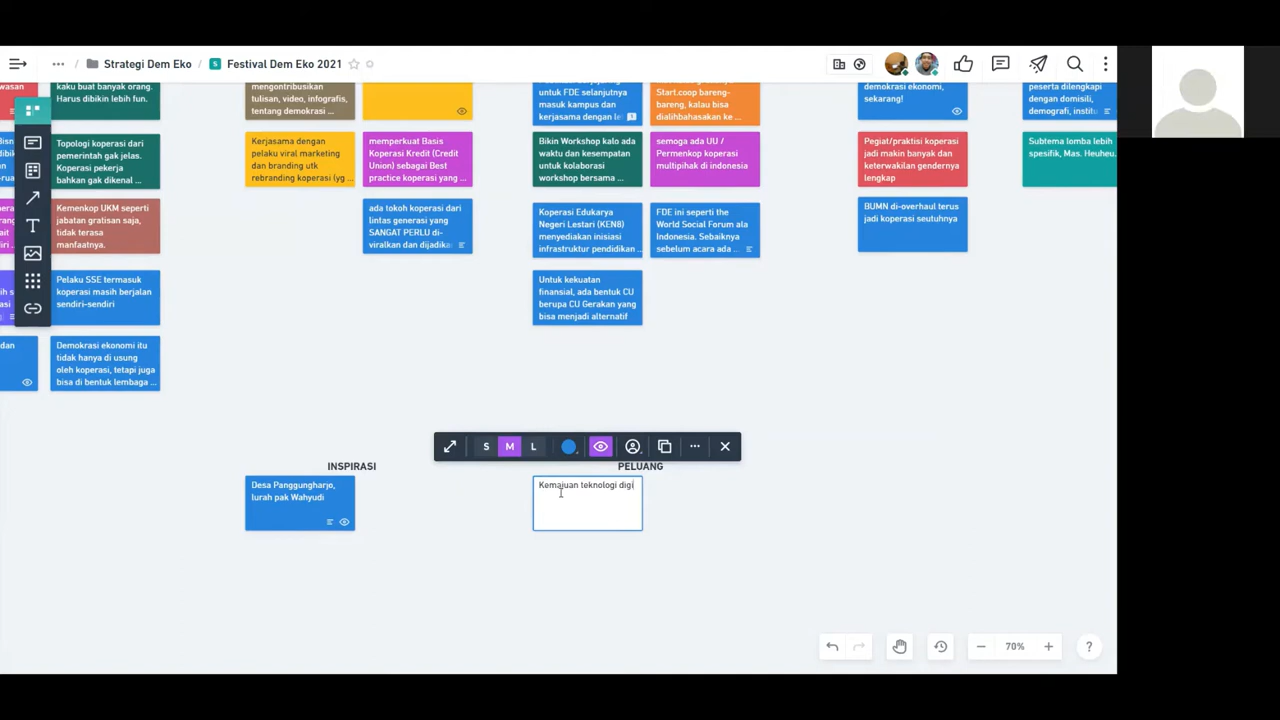 Strategi Dem Eko
/
Festival Dem Eko 2021
wasan
kaku buat banyak orang.
Harus dibikin lebih fun.
mengontribusikan
tulisan, video, infografis,
tentang demokrasi ...
untuk FDE selanjutnya
masuk kampus dan
kerjasama dengan le
Start.coop bareng-
bareng, kalau bisa
dialihbahasakan ke ...
demokrasi ekonomi,
sekarang!
peserta dilengkapi
dengan domisili,
demografi, institu
Topologi koperasi dari
pemerintah gak jelas.
Koperasi pekerja
bahkan gak dikenal ...
Kerjasama dengan
pelaku viral marketing
dan branding utk
rebranding koperasi (yg ...
memperkuat Basis
Koperasi Kredit (Credit
Union) sebagai Best
practice koperasi yang ...
Bikin Workshop kalo ada
waktu dan kesempatan
untuk kolaborasi
workshop bersama ...
semoga ada UU /
Permenkop koperasi
multipihak di indonesia
Pegiat/praktisi koperasi
jadi makin banyak dan
keterwakilan gendernya
lengkap
Subtema lomba lebih
spesifik, Mas. Heuheu.
Kemenkop UKM seperti
jabatan gratisan saja,
tidak terasa
manfaatnya.
ada tokoh koperasi dari
lintas generasi yang
SANGAT PERLU di-
viralkan dan dijadika
Koperasi Edukarya
Negeri Lestari (KEN8)
menyediakan inisiasi
infrastruktur pendidikan ...
FDE ini seperti the
World Social Forum ala
Indonesia. Sebaiknya
sebelum acara ada ...
BUMN di-overhaul terus
jadi koperasi seutuhnya
Pelaku SSE termasuk
koperasi masih berjalan
sendiri-sendiri
Untuk kekuatan
finansial, ada bentuk CU
berupa CU Gerakan yang
bisa menjadi alternatif
dan
Demokrasi ekonomi itu
tidak hanya di usung
oleh koperasi, tetapi juga
bisa di bentuk lembaga ...
S M L
INSPIRASI
PELUANG
Desa Panggungharjo,
lurah pak Wahyudi
Kemajuan teknologi digi
70%